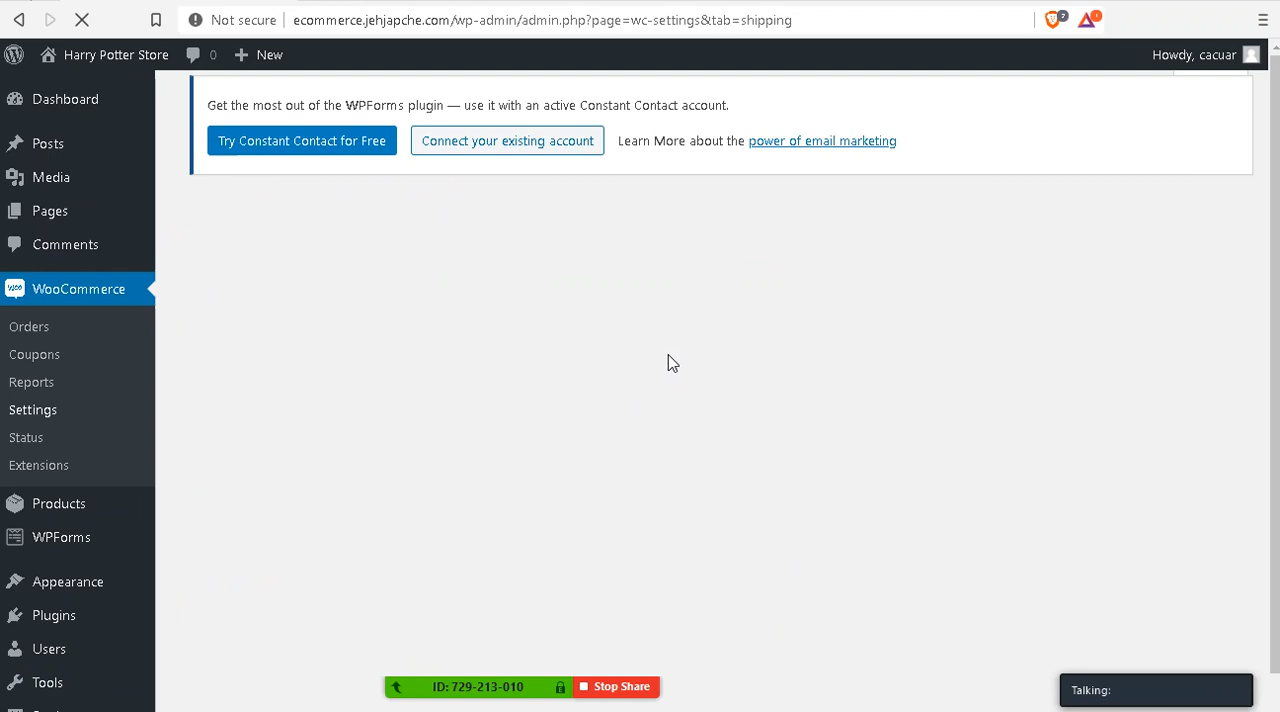 Not secure ecommerce.jehjapche.com/wp-admin/admin.php?page=wc-settings&tab=shipping 2 1
Harry Potter Store 0 New Howdy, cacuar
Dashboard
Posts
Media
Pages
Comments
Woo WooCommerce
Orders
Coupons
Reports
Settings
Status
Extensions
Products
WPForms
Appearance
Plugins
Users
Tools
Get the most out of the WPForms plugin — use it with an active Constant Contact account.
Try Constant Contact for Free Connect your existing account Learn More about the power of email marketing
ID: 729-213-010 Stop Share
Talking: